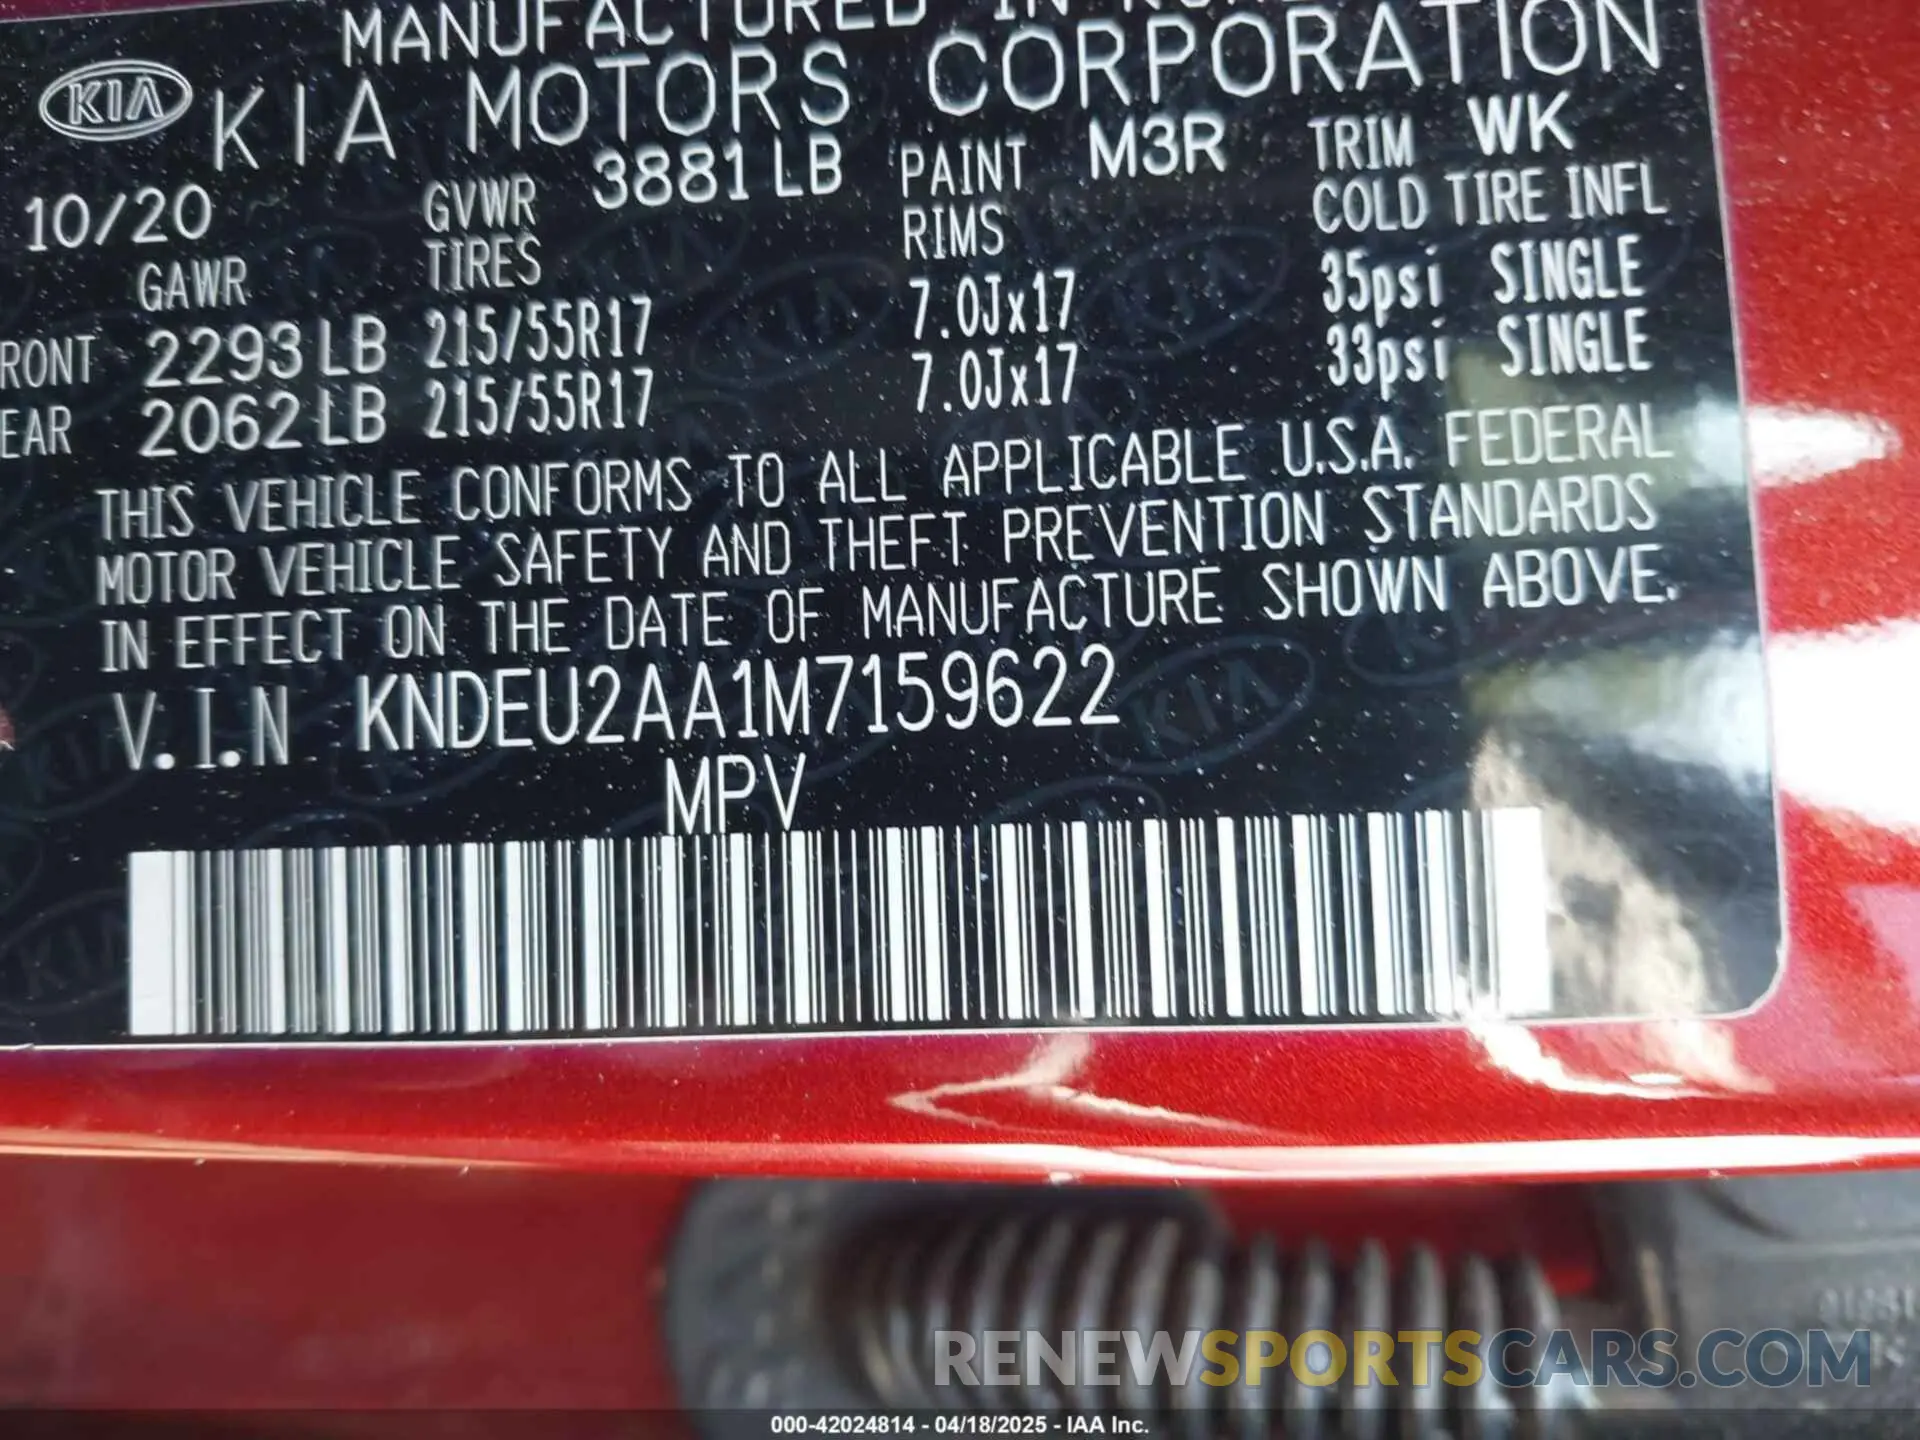 MANUFACTURED IN
KIA KIA MOTORS CORPORATION
10/20 GVWR 3881 LB PAINT M3R TRIM WK
GAWR TIRES RIMS COLD TIRE INFL
RONT 2293 LB 215/55R17 7.0Jx17 35psi SINGLE
EAR 2062 LB 215/55R17 7.0Jx17 33psi SINGLE
THIS VEHICLE CONFORMS TO ALL APPLICABLE U.S.A. FEDERAL
MOTOR VEHICLE SAFETY AND THEFT PREVENTION STANDARDS
IN EFFECT ON THE DATE OF MANUFACTURE SHOWN ABOVE.
V.I.N KNDEU2AA1M7159622
MPV
RENEWSPORTSCARS.COM
000-42024814 - 04/18/2025 - IAA Inc.